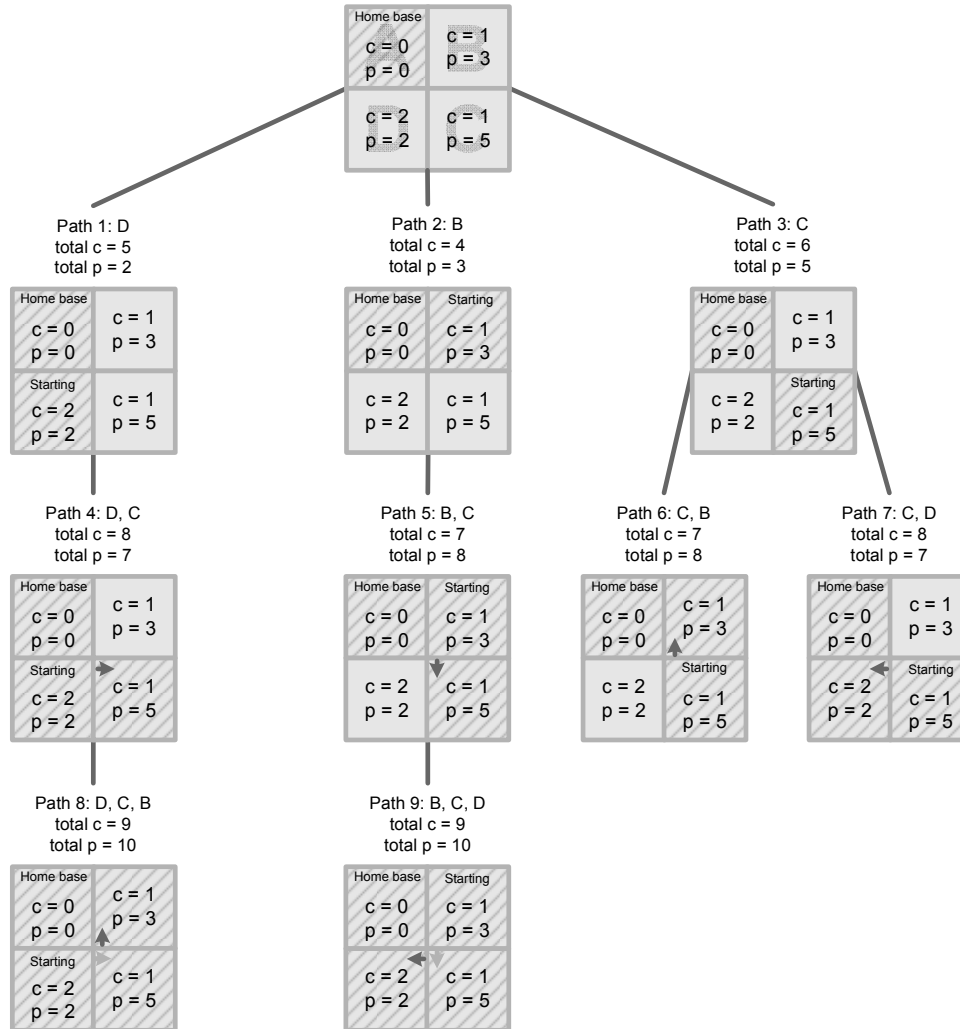 Home base
A
c = 0
p = 0
B
c = 1
p = 3
D
c = 2
p = 2
C
c = 1
p = 5
Path 1: D
total c = 5
total p = 2
Path 2: B
total c = 4
total p = 3
Path 3: C
total c = 6
total p = 5
Home base
c = 0
p = 0
c = 1
p = 3
Starting
c = 2
p = 2
c = 1
p = 5
Home base
c = 0
p = 0
Starting
c = 1
p = 3
c = 2
p = 2
c = 1
p = 5
Home base
c = 0
p = 0
c = 1
p = 3
c = 2
p = 2
Starting
c = 1
p = 5
Path 4: D, C
total c = 8
total p = 7
Path 5: B, C
total c = 7
total p = 8
Path 6: C, B
total c = 7
total p = 8
Path 7: C, D
total c = 8
total p = 7
Home base
c = 0
p = 0
c = 1
p = 3
Starting
c = 2
p = 2
c = 1
p = 5
Home base
c = 0
p = 0
Starting
c = 1
p = 3
c = 2
p = 2
c = 1
p = 5
Home base
c = 0
p = 0
c = 1
p = 3
c = 2
p = 2
Starting
c = 1
p = 5
Home base
c = 0
p = 0
c = 1
p = 3
c = 2
p = 2
Starting
c = 1
p = 5
Path 8: D, C, B
total c = 9
total p = 10
Path 9: B, C, D
total c = 9
total p = 10
Home base
c = 0
p = 0
c = 1
p = 3
Starting
c = 2
p = 2
c = 1
p = 5
Home base
c = 0
p = 0
Starting
c = 1
p = 3
c = 2
p = 2
c = 1
p = 5